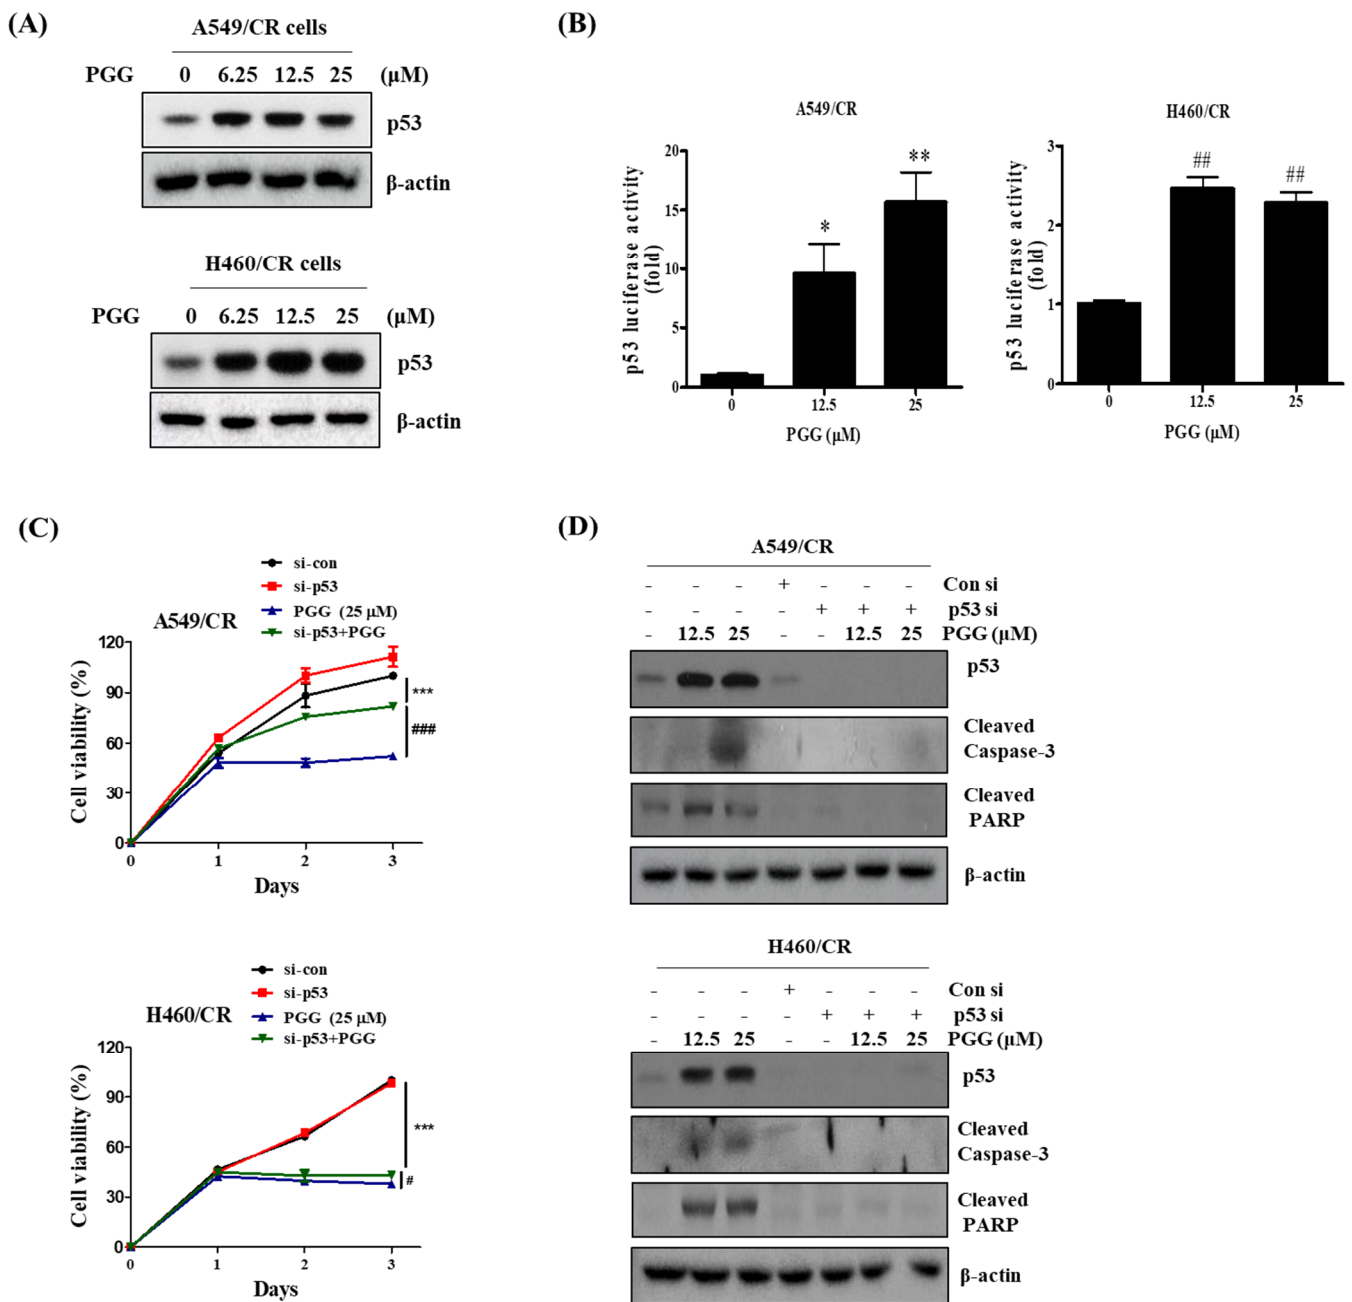 (A)
A549/CR cells
PGG 0 6.25 12.5 25 (μM)
p53
β-actin
H460/CR cells
PGG 0 6.25 12.5 25 (μM)
p53
β-actin
(B)
A549/CR
p53 luciferase activity
(fold)
20
15
10
5
0
*
**
0 12.5 25
PGG (μM)
H460/CR
p53 luciferase activity
(fold)
3
2
1
0
##
##
0 12.5 25
PGG (μM)
(C)
si-con
si-p53
PGG (25 μM)
si-p53+PGG
A549/CR
Cell viability (%)
120
90
60
30
0
***
###
0 1 2 3
Days
si-con
si-p53
PGG (25 μM)
si-p53+PGG
H460/CR
Cell viability (%)
120
90
60
30
0
***
#
0 1 2 3
Days
(D)
A549/CR
- - - + - - - Con si
- - - - + + + p53 si
- 12.5 25 - - 12.5 25 PGG (μM)
p53
Cleaved
Caspase-3
Cleaved
PARP
β-actin
H460/CR
- - - + - - - Con si
- - - - + + + p53 si
- 12.5 25 - - 12.5 25 PGG (μM)
p53
Cleaved
Caspase-3
Cleaved
PARP
β-actin